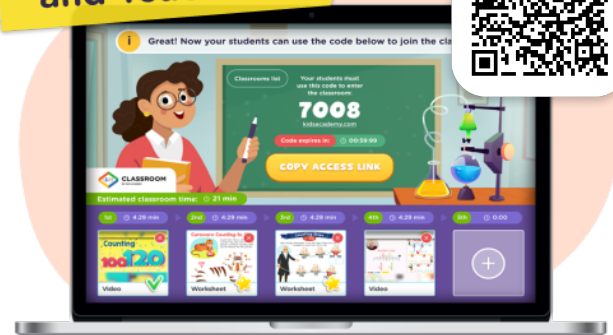 Great! Now your students can use the code below to join the cla
Classrooms list
Your students must
use this code to enter
the classroom
7008
kidsacademy.com
Code expires in: 00:59:99
COPY ACCESS LINK
CLASSROOM
Estimated classroom time: 21 min
1st 4:29 min
2nd 4:29 min
3rd 4:29 min
4th 4:29 min
5th 0:00
Counting
100 120
Video
Worksheet
Worksheet
Video